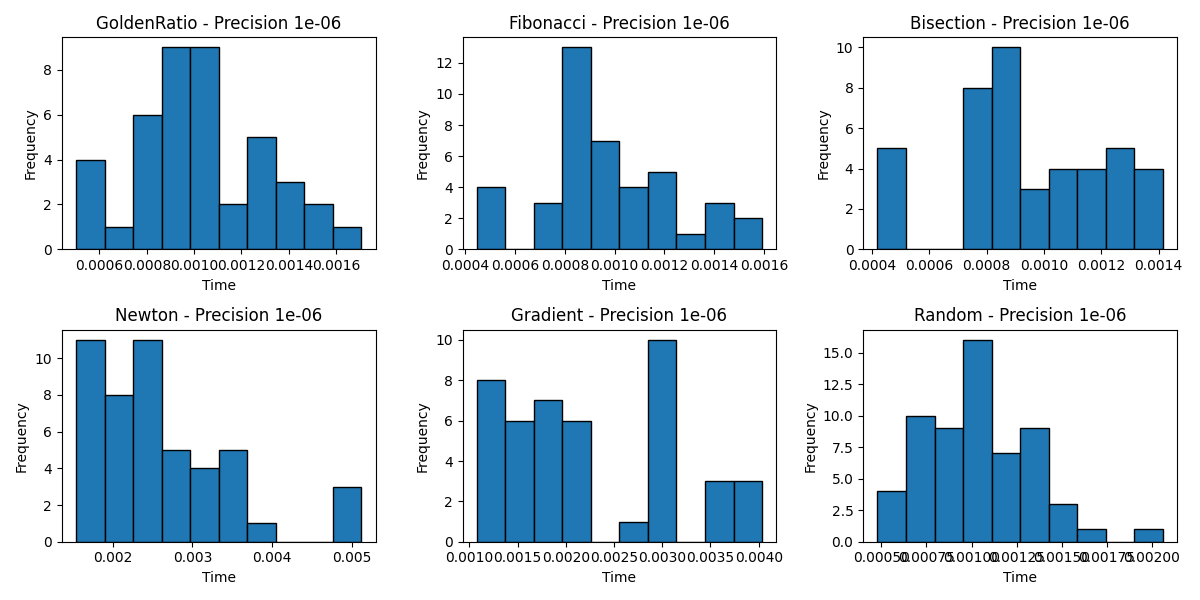 GoldenRatio - Precision 1e-06
Frequency
8
6
4
2
0
0.0006 0.0008 0.0010 0.0012 0.0014 0.0016
Time
Fibonacci - Precision 1e-06
Frequency
12
10
8
6
4
2
0
0.0004 0.0006 0.0008 0.0010 0.0012 0.0014 0.0016
Time
Bisection - Precision 1e-06
Frequency
10
8
6
4
2
0
0.0004 0.0006 0.0008 0.0010 0.0012 0.0014
Time
Newton - Precision 1e-06
Frequency
10
8
6
4
2
0
0.002 0.003 0.004 0.005
Time
Gradient - Precision 1e-06
Frequency
10
8
6
4
2
0
0.0010 0.0015 0.0020 0.0025 0.0030 0.0035 0.0040
Time
Random - Precision 1e-06
Frequency
15.0
12.5
10.0
7.5
5.0
2.5
0.0
0.00050 0.00075 0.00100 0.00125 0.00150 0.00175 0.00200
Time